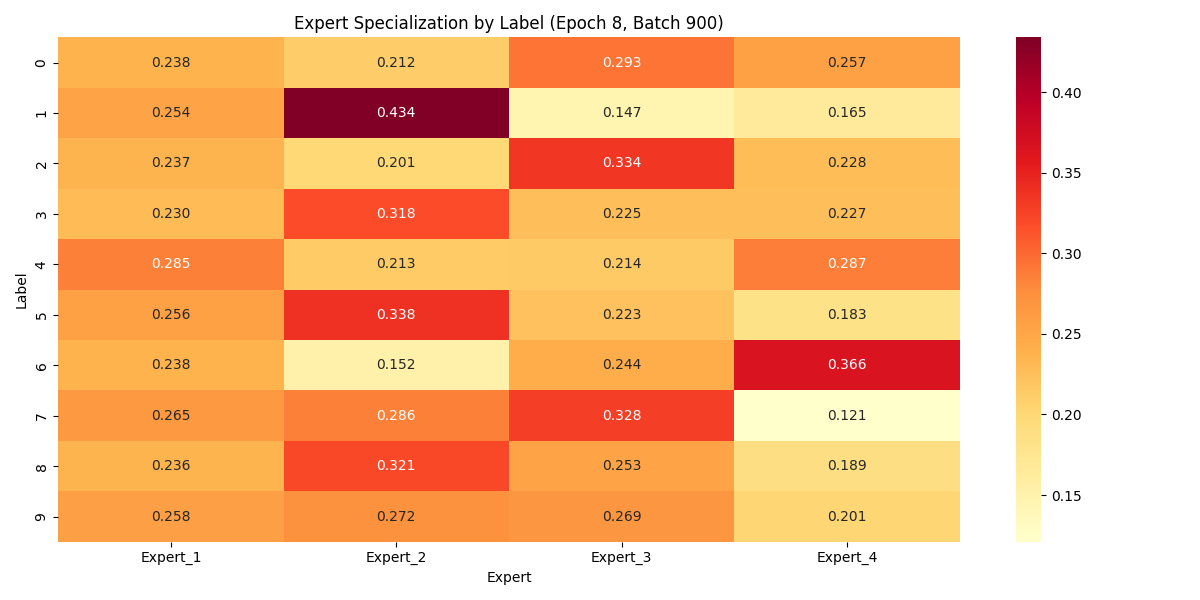 Expert Specialization by Label (Epoch 8, Batch 900)
0 0.238 0.212 0.293 0.257
1 0.254 0.434 0.147 0.165
2 0.237 0.201 0.334 0.228
3 0.230 0.318 0.225 0.227
4 0.285 0.213 0.214 0.287
5 0.256 0.338 0.223 0.183
6 0.238 0.152 0.244 0.366
7 0.265 0.286 0.328 0.121
8 0.236 0.321 0.253 0.189
9 0.258 0.272 0.269 0.201
Label
Expert_1 Expert_2 Expert_3 Expert_4
Expert
0.40
0.35
0.30
0.25
0.20
0.15